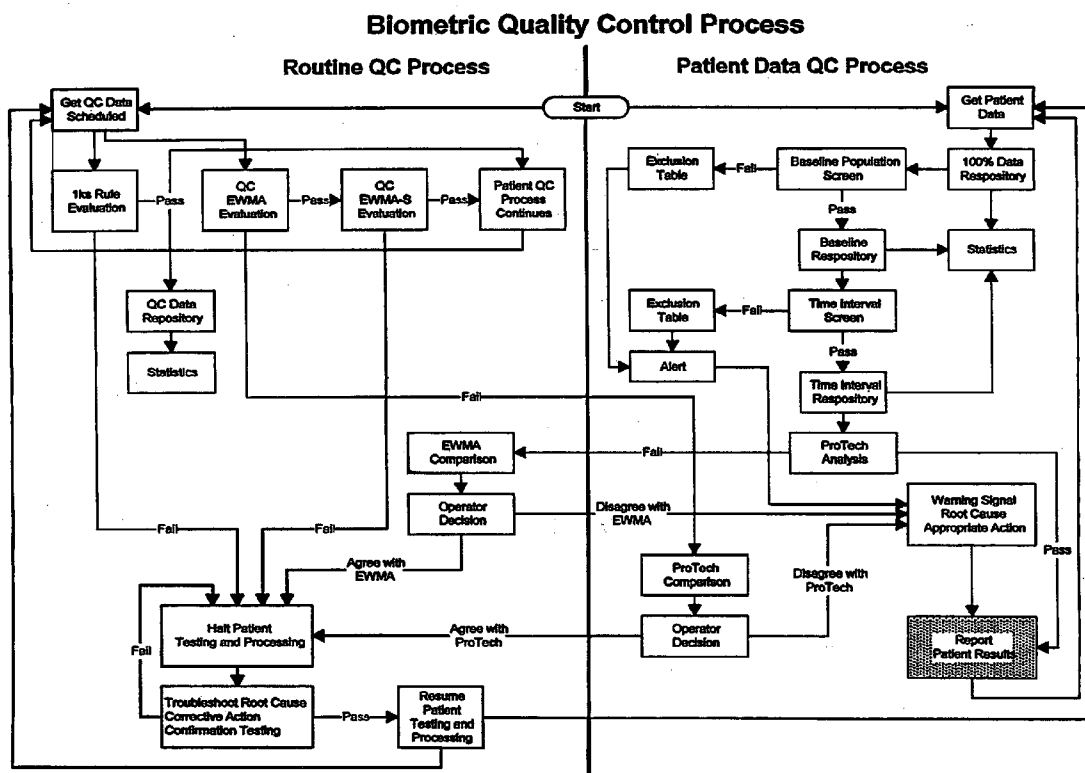 Biometric Quality Control Process
Routine QC Process
Patient Data QC Process
Start
Get QC Data
Scheduled
Get Patient
Data
1ks Rule
Evaluation
Pass
QC
EWMA
Evaluation
Pass
QC
EWMA-S
Evaluation
Pass
Patient QC
Process
Continues
Exclusion
Table
Fail
Baseline Population
Screen
100% Data
Respository
Pass
Baseline
Respository
Statistics
QC Data
Repository
Statistics
Exclusion
Table
Fail
Time Interval
Screen
Pass
Alert
Time Interval
Respository
Fail
EWMA
Comparison
Fail
ProTech
Analysis
Operator
Decision
Disagree with
EWMA
Warning Signal
Root Cause
Appropriate Action
Fail
Fail
Agree with
EWMA
ProTech
Comparison
Disagree with
ProTech
Pass
Halt Patient
Testing and Processing
Agree with
ProTech
Operator
Decision
Report
Patient Results
Fail
Troubleshoot Root Cause
Corrective Action
Confirmation Testing
Pass
Resume
Patient
Testing and
Processing